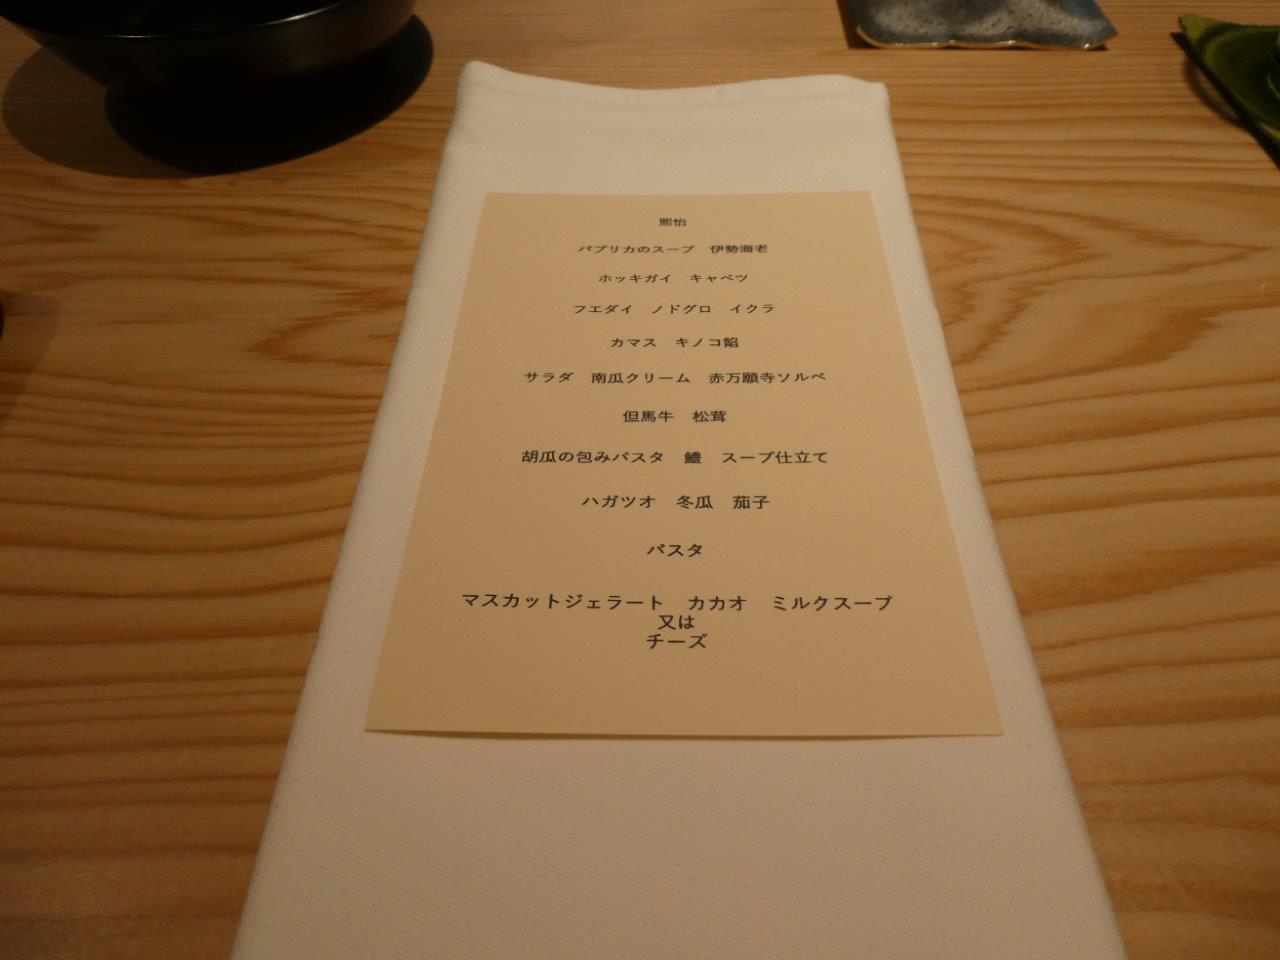 熙怡
パプリカのスープ　伊勢海老
ホッキガイ　キャベツ
フエダイ　ノドグロ　イクラ
カマス　キノコ餡
サラダ　南瓜クリーム　赤万願寺ソルベ
但馬牛　松茸
胡瓜の包みパスタ　鱧　スープ仕立て
ハガツオ　冬瓜　茄子
パスタ
マスカットジェラート　カカオ　ミルクスープ
又は
チーズ